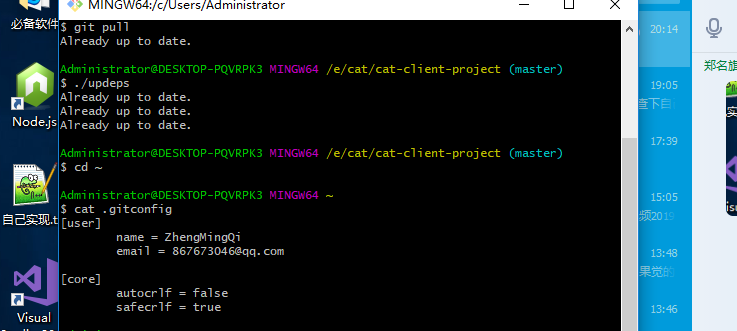 MINGW64:/c/Users/Administrator
$ git pull
Already up to date.
Administrator@DESKTOP-PQVRPK3 MINGW64 /e/cat/cat-client-project (master)
$ ./updeps
Already up to date.
Already up to date.
Already up to date.
Administrator@DESKTOP-PQVRPK3 MINGW64 /e/cat/cat-client-project (master)
$ cd ~
Administrator@DESKTOP-PQVRPK3 MINGW64 ~
$ cat .gitconfig
[user]
name = ZhengMingQi
email = 867673046@qq.com
[core]
autocrlf = false
safecrlf = true
必备软件
Node.js
自己实现.t
Visual
20:14
19:05
查下自
17:39
15:05
频2019
13:48
果觉的
13:46
郑名旗